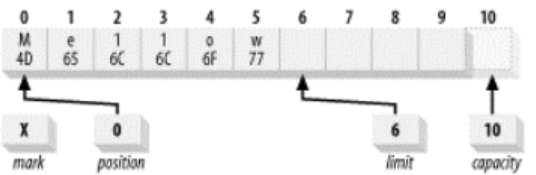 0 1 2 3 4 5 6 7 8 9 10
M e l l o w
4D 65 6C 6C 6F 77
X 0 6 10
mark position limit capacity